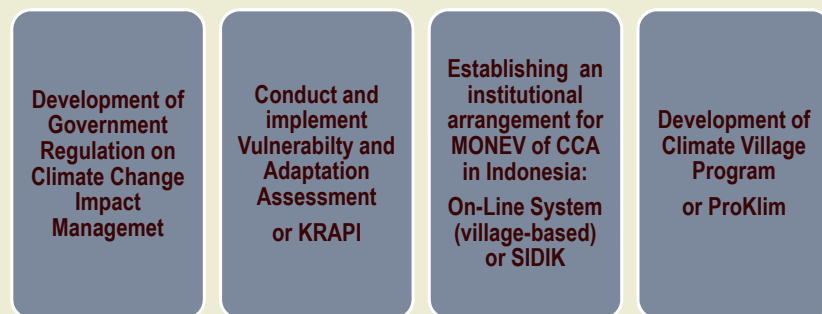 Development of
Government
Regulation on
Climate Change
Impact
Managemet
Conduct and
implement
Vulnerabilty and
Adaptation
Assessment
or KRAPI
Establishing an
institutional
arrangement for
MONEV of CCA
in Indonesia:
On-Line System
(village-based)
or SIDIK
Development of
Climate Village
Program
or ProKlim